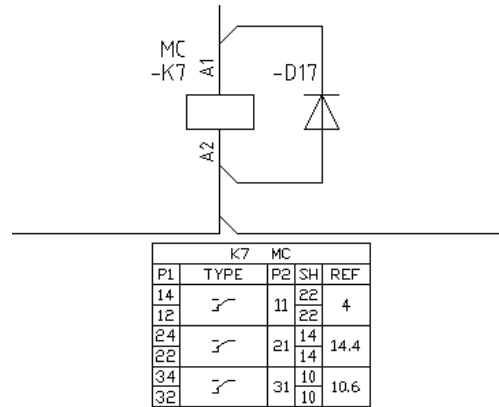 MC
-K7
A1
-D17
A2
K7 MC
P1 TYPE P2 SH REF
14 11 22 4
12 22
24 21 14 14.4
22 14
34 31 10 10.6
32 10